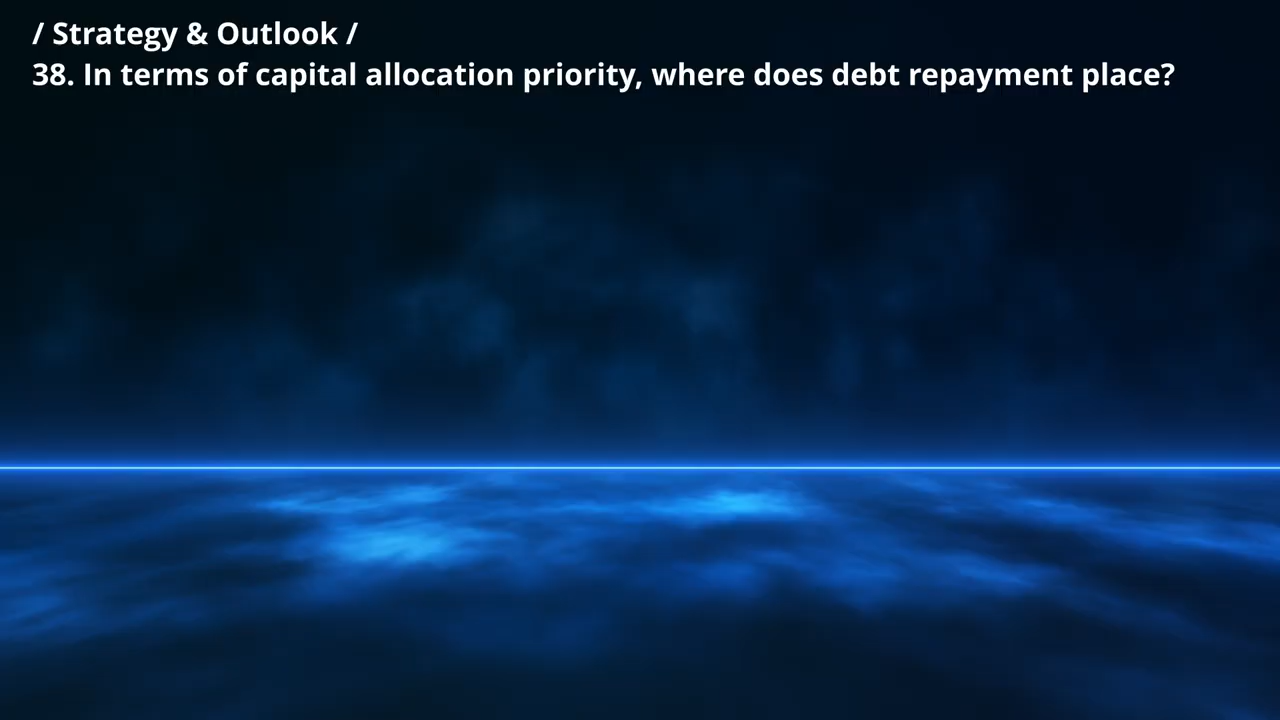 / Strategy & Outlook /
38. In terms of capital allocation priority, where does debt repayment place?